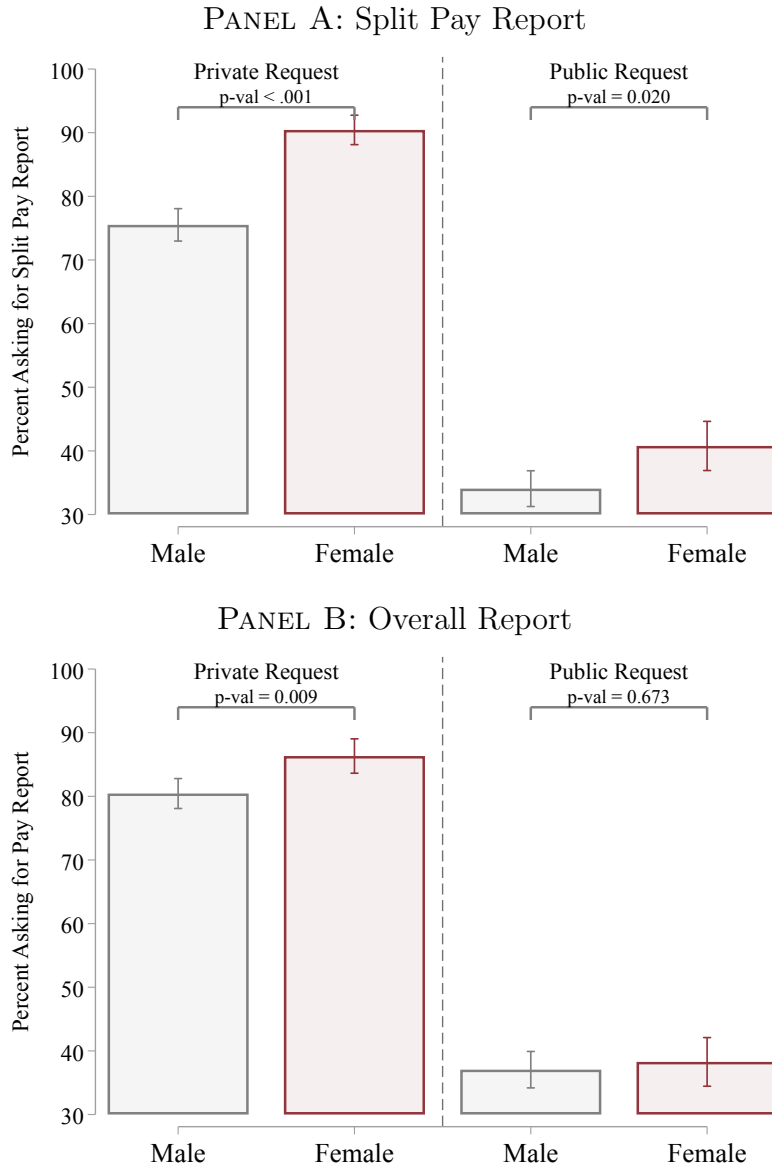 PANEL A: Split Pay Report
Private Request
p-val < .001
Public Request
p-val = 0.020
Percent Asking for Split Pay Report
100
90
80
70
60
50
40
30
Male
Female
Male
Female
PANEL B: Overall Report
Private Request
p-val = 0.009
Public Request
p-val = 0.673
Percent Asking for Pay Report
100
90
80
70
60
50
40
30
Male
Female
Male
Female